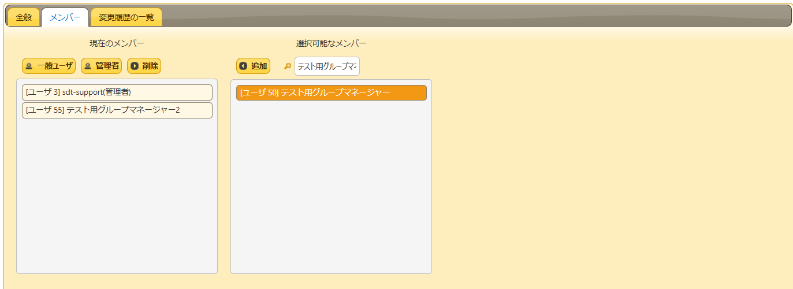 全般 メンバー 変更履歴の一覧
現在のメンバー 選択可能なメンバー
一般ユーザ 管理者 削除 追加 テスト用グループマネ
[ユーザ 3] sdt-support(管理者) [ユーザ 50] テスト用グループマネージャー
[ユーザ 55] テスト用グループマネージャー2